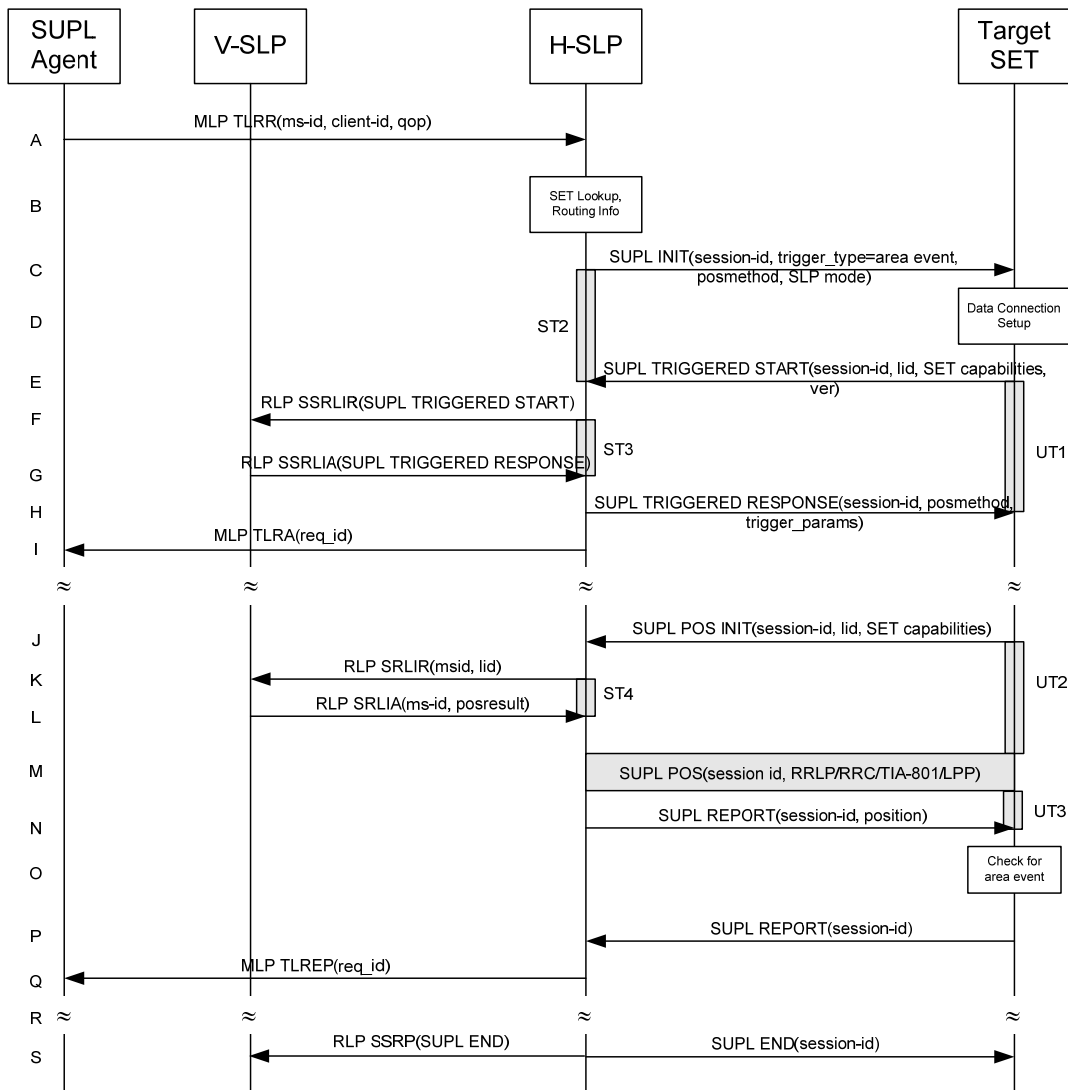 SUPL
Agent
V-SLP
H-SLP
Target
SET
A
MLP TLRR(ms-id, client-id, qop)
B
SET Lookup,
Routing Info
C
SUPL INIT(session-id, trigger_type=area event,
posmethod, SLP mode)
D
ST2
Data Connection
Setup
E
SUPL TRIGGERED START(session-id, lid, SET capabilities,
ver)
F
RLP SSRLIR(SUPL TRIGGERED START)
ST3
UT1
G
RLP SSRLIA(SUPL TRIGGERED RESPONSE)
H
SUPL TRIGGERED RESPONSE(session-id, posmethod,
trigger_params)
I
MLP TLRA(req_id)
≈ ≈ ≈ ≈
J
SUPL POS INIT(session-id, lid, SET capabilities)
K
RLP SRLIR(msid, lid)
ST4
UT2
L
RLP SRLIA(ms-id, posresult)
M
SUPL POS(session id, RRLP/RRC/TIA-801/LPP)
N
SUPL REPORT(session-id, position)
UT3
O
Check for
area event
P
SUPL REPORT(session-id)
Q
MLP TLREP(req_id)
R
≈ ≈ ≈ ≈
S
RLP SSRP(SUPL END)
SUPL END(session-id)